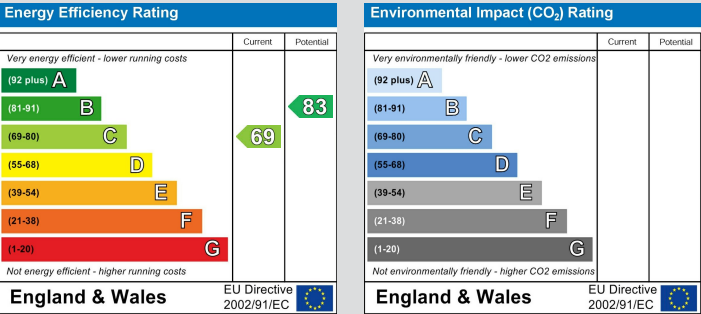 Energy Efficiency Rating
Current Potential
Very energy efficient - lower running costs
(92 plus) A
(81-91) B
83
(69-80) C
69
(55-68) D
(39-54) E
(21-38) F
(1-20) G
Not energy efficient - higher running costs
England & Wales
EU Directive
2002/91/EC
Environmental Impact (CO₂) Rating
Current Potential
Very environmentally friendly - lower CO2 emissions
(92 plus) A
(81-91) B
(69-80) C
(55-68) D
(39-54) E
(21-38) F
(1-20) G
Not environmentally friendly - higher CO2 emissions
England & Wales
EU Directive
2002/91/EC